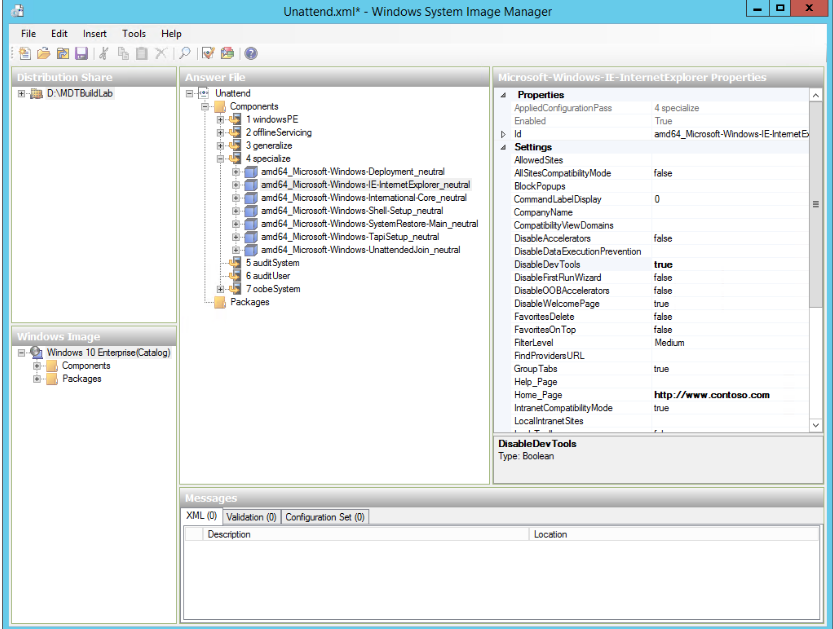 Unattend.xml* - Windows System Image Manager
File Edit Insert Tools Help
Distribution Share
D:\MDTBuildLab
Windows Image
Windows 10 Enterprise(Catalog)
Components
Packages
Answer File
Unattend
Components
1 windowsPE
2 offlineServicing
3 generalize
4 specialize
amd64_Microsoft-Windows-Deployment_neutral
amd64_Microsoft-Windows-IE-InternetExplorer_neutral
amd64_Microsoft-Windows-International-Core_neutral
amd64_Microsoft-Windows-Shell-Setup_neutral
amd64_Microsoft-Windows-SystemRestore-Main_neutral
amd64_Microsoft-Windows-TapiSetup_neutral
amd64_Microsoft-Windows-UnattendedJoin_neutral
5 auditSystem
6 auditUser
7 oobeSystem
Packages
Microsoft-Windows-IE-InternetExplorer Properties
Properties
AppliedConfigurationPass 4 specialize
Enabled True
Id amd64_Microsoft-Windows-IE-InternetEx
Settings
AllowedSites
AllSitesCompatibilityMode false
BlockPopups
CommandLabelDisplay 0
CompanyName
CompatibilityViewDomains
DisableAccelerators false
DisableDataExecutionPrevention
DisableDevTools true
DisableFirstRunWizard false
DisableOOBAccelerators false
DisableWelcomePage true
FavoritesDelete false
FavoritesOnTop false
FilterLevel Medium
FindProvidersURL
GroupTabs true
Help_Page
Home_Page http://www.contoso.com
IntranetCompatibilityMode true
LocalIntranetSites
DisableDevTools
Type: Boolean
Messages
XML (0) Validation (0) Configuration Set (0)
Description Location